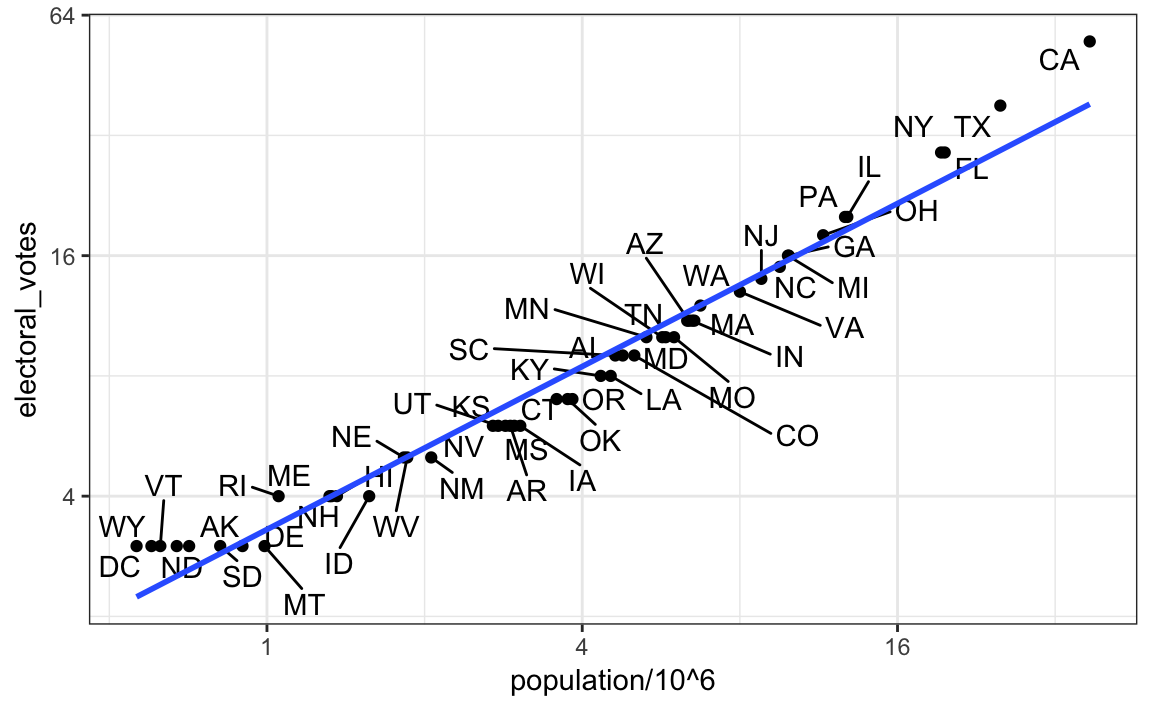 64
CA
NY TX
FL
IL
PA
OH
AZ
NJ
GA
16
WI
WA
NC MI
MN
TN
MA
VA
SC
AL
MD
IN
KY
UT
KS
CT
OR
LA
MO
NE
NV
MS
OK
CO
VT
RI
ME
HI
NM
AR
IA
4
WY
AK
NH
WV
DE
DC
ND
SD
ID
MT
1
4
16
population/10^6
electoral_votes